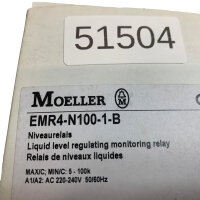 51504
MOELLER
EMR4-N100-1-B
Niveaurelais
Liquid level regulating monitoring relay
Relais de niveaux liquides
MAX/C; MIN/C: 5 - 100k
A1/A2: AC 220-240V 50/60Hz